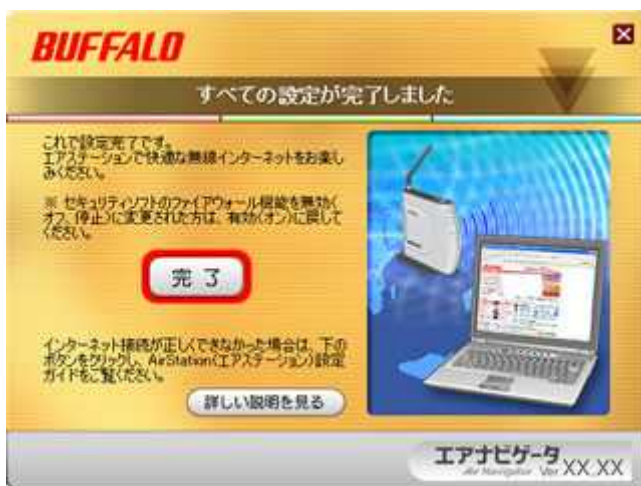 BUFFALO
すべての設定が完了しました
これで設定完了です。
エアステーションで快適な無線インターネットをお楽し
みください。
※ セキュリティソフトのファイアウォール機能を無効(
オフ、停止)に変更された方は、有効(オン)に戻して
ください。
完了
インターネット接続が正しくできなかった場合は、下の
ボタンをクリックし、AirStation(エアステーション)設定
ガイドをご覧ください。
詳しい説明を見る
エアナビゲータ
Air Navigator Ver XX.XX